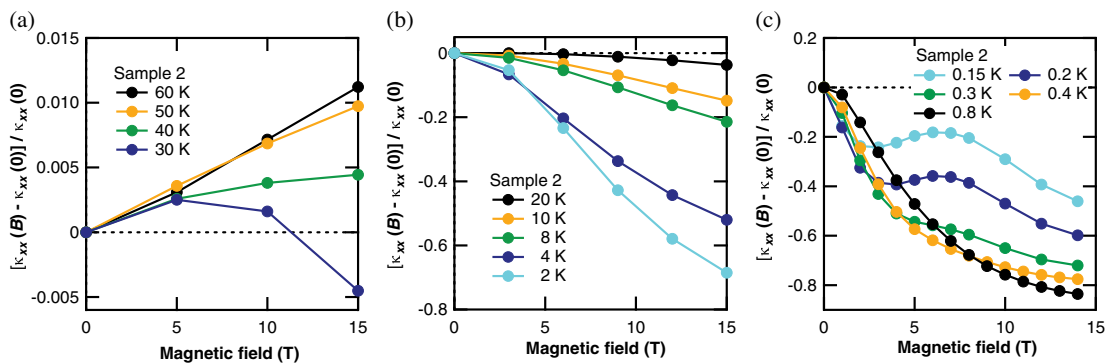 (a)
[κxx(B) - κxx(0)] / κxx(0)
0.015
0.010
0.005
0
-0.005
Sample 2
60 K
50 K
40 K
30 K
0
5
10
15
Magnetic field (T)
(b)
[κxx(B) - κxx(0)] / κxx(0)
0
-0.2
-0.4
-0.6
-0.8
Sample 2
20 K
10 K
8 K
4 K
2 K
0
5
10
15
Magnetic field (T)
(c)
[κxx(B) - κxx(0)] / κxx(0)
0.2
0
-0.2
-0.4
-0.6
-0.8
Sample 2
0.15 K
0.2 K
0.3 K
0.4 K
0.8 K
0
5
10
15
Magnetic field (T)